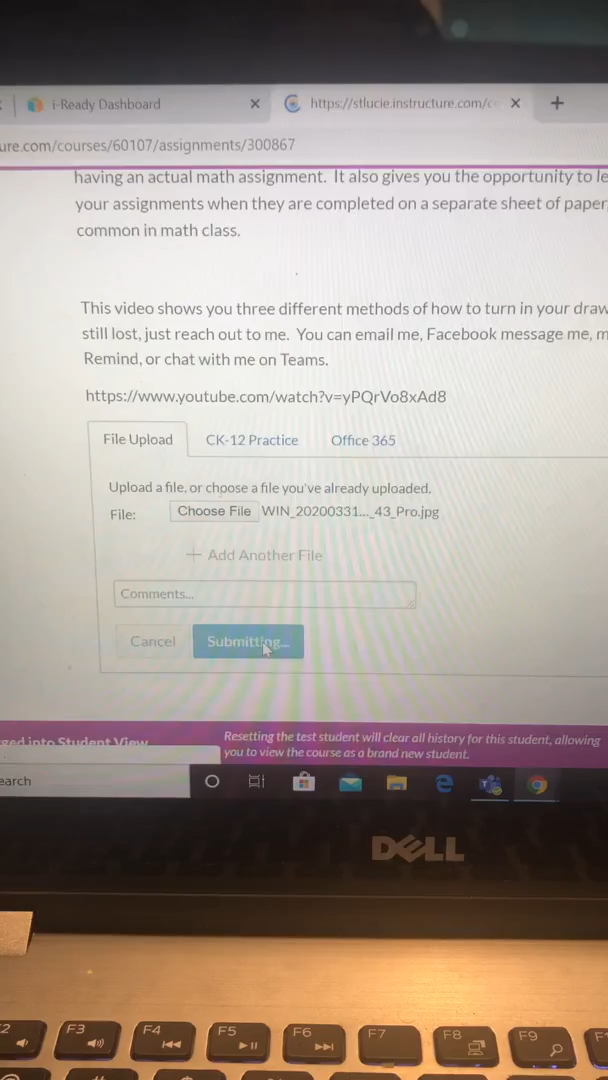 i-Ready Dashboard
https://stlucie.instructure.com/c
ure.com/courses/60107/assignments/300867
having an actual math assignment. It also gives you the opportunity to le
your assignments when they are completed on a separate sheet of paper,
common in math class.
This video shows you three different methods of how to turn in your draw
still lost, just reach out to me. You can email me, Facebook message me, m
Remind, or chat with me on Teams.
https://www.youtube.com/watch?v=yPQrVo8xAd8
File Upload CK-12 Practice Office 365
Upload a file, or choose a file you've already uploaded.
File: Choose File WIN_20200331..._43_Pro.jpg
+ Add Another File
Comments...
Cancel Submitting...
ged into Student View
Resetting the test student will clear all history for this student, allowing
you to view the course as a brand new student.
earch
DELL
F3 F4 F5 F6 F7 F8 F9